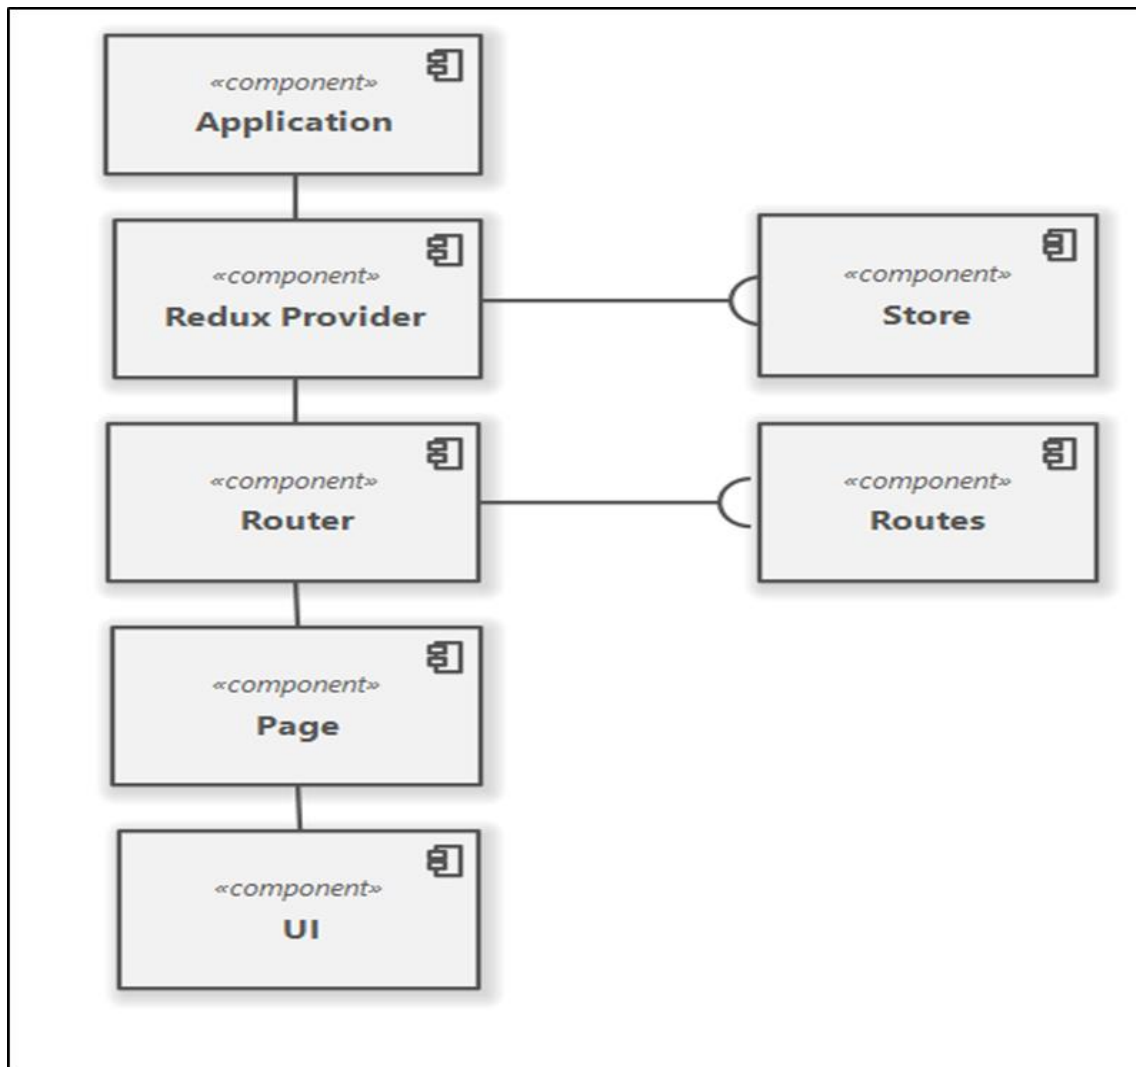 «component»
Application
«component»
Redux Provider
«component»
Store
«component»
Router
«component»
Routes
«component»
Page
«component»
UI